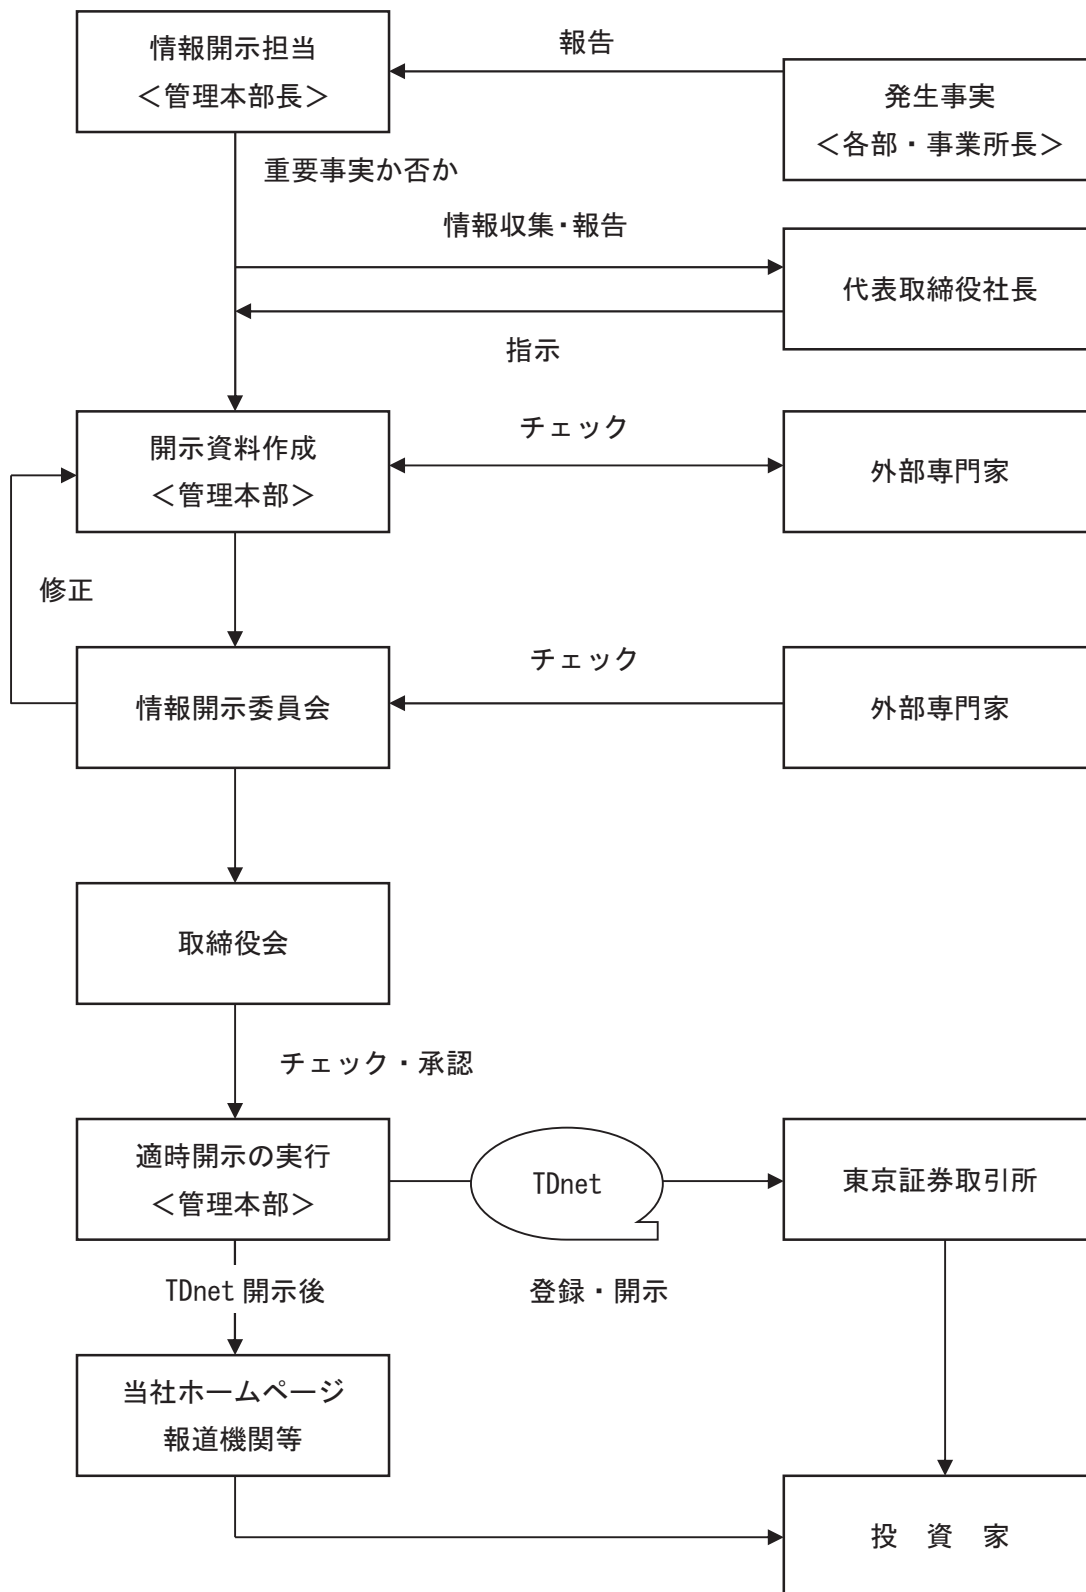 報告
情報開示担当
＜管理本部長＞
発生事実
＜各部・事業所長＞
重要事実か否か
情報収集・報告
代表取締役社長
指示
チェック
開示資料作成
＜管理本部＞
外部専門家
修正
チェック
情報開示委員会
外部専門家
取締役会
チェック・承認
適時開示の実行
＜管理本部＞
TDnet
東京証券取引所
TDnet 開示後
登録・開示
当社ホームページ
報道機関等
投　資　家